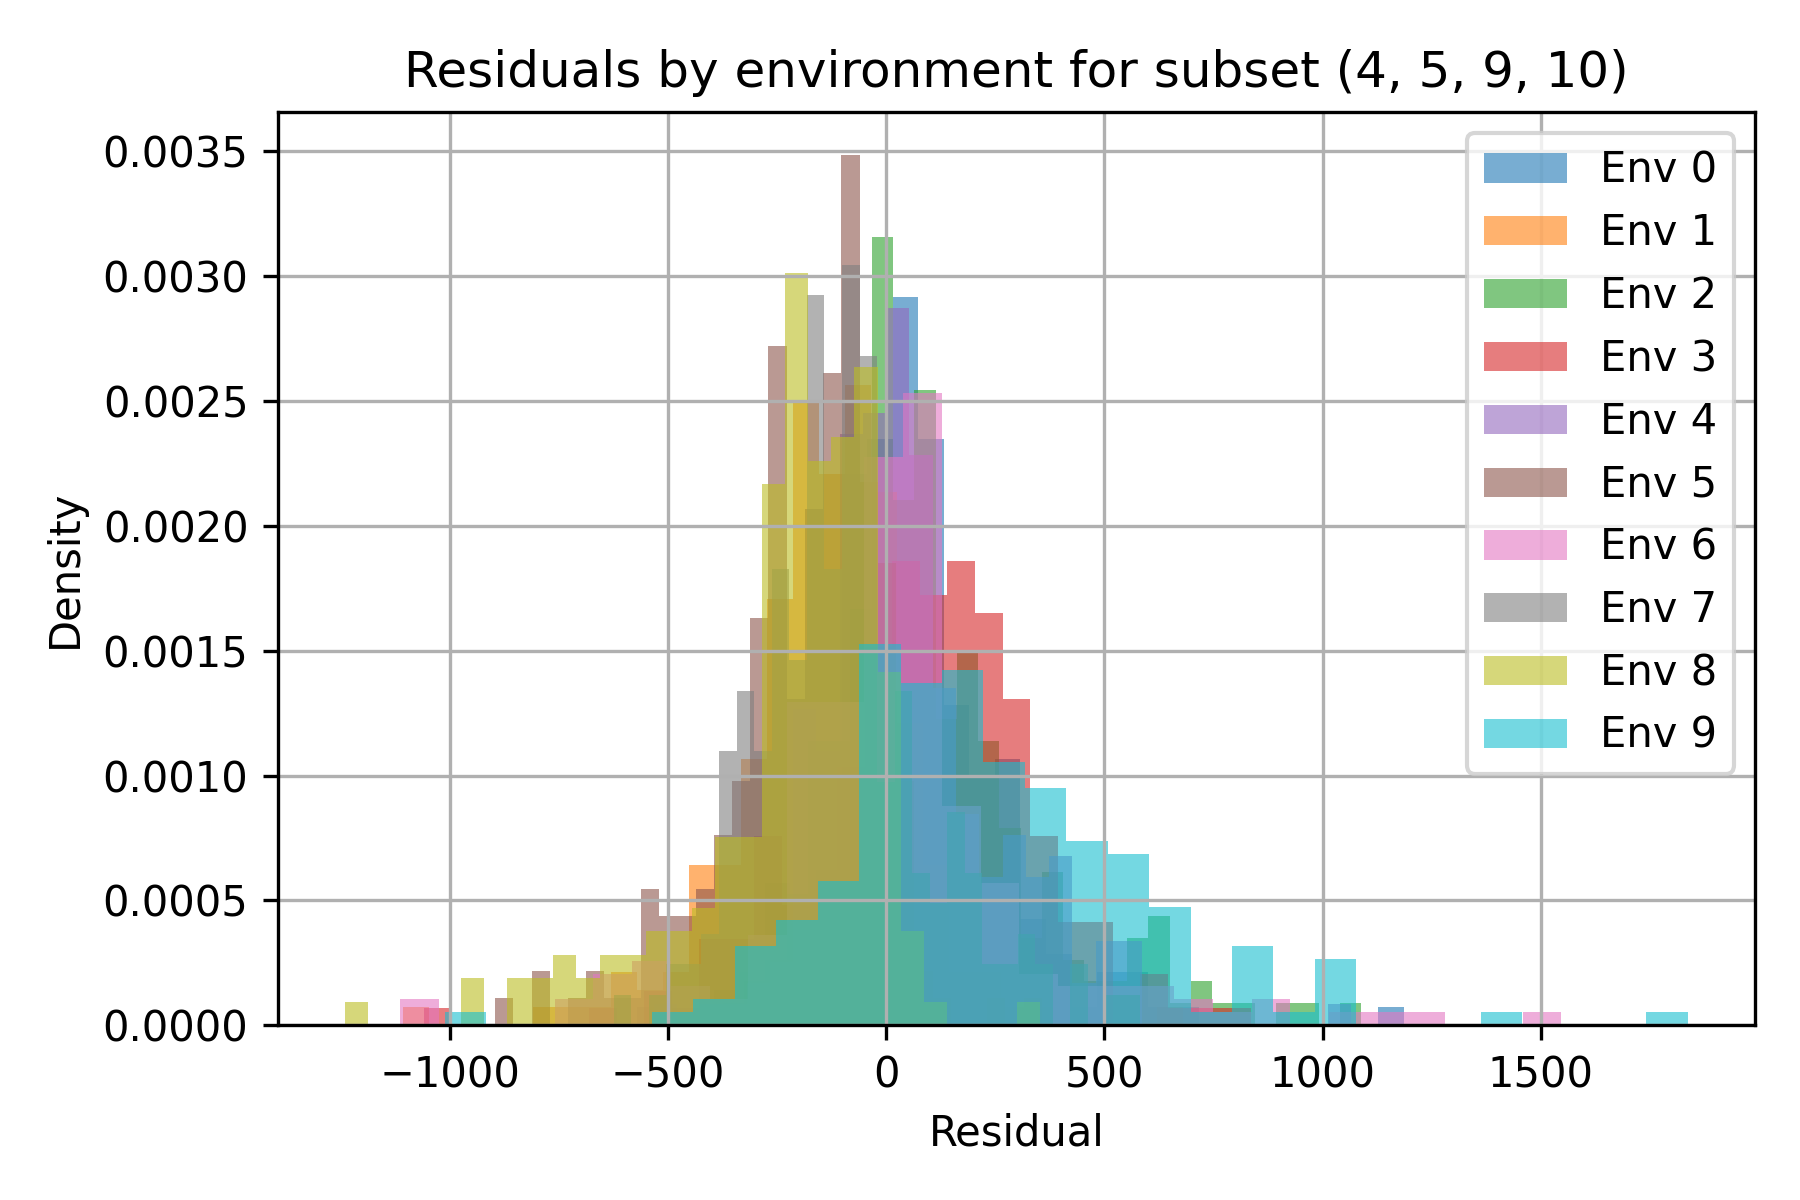 Residuals by environment for subset (4, 5, 9, 10)
Density
0.0035
0.0030
0.0025
0.0020
0.0015
0.0010
0.0005
0.0000
Env 0
Env 1
Env 2
Env 3
Env 4
Env 5
Env 6
Env 7
Env 8
Env 9
−1000 −500 0 500 1000 1500
Residual